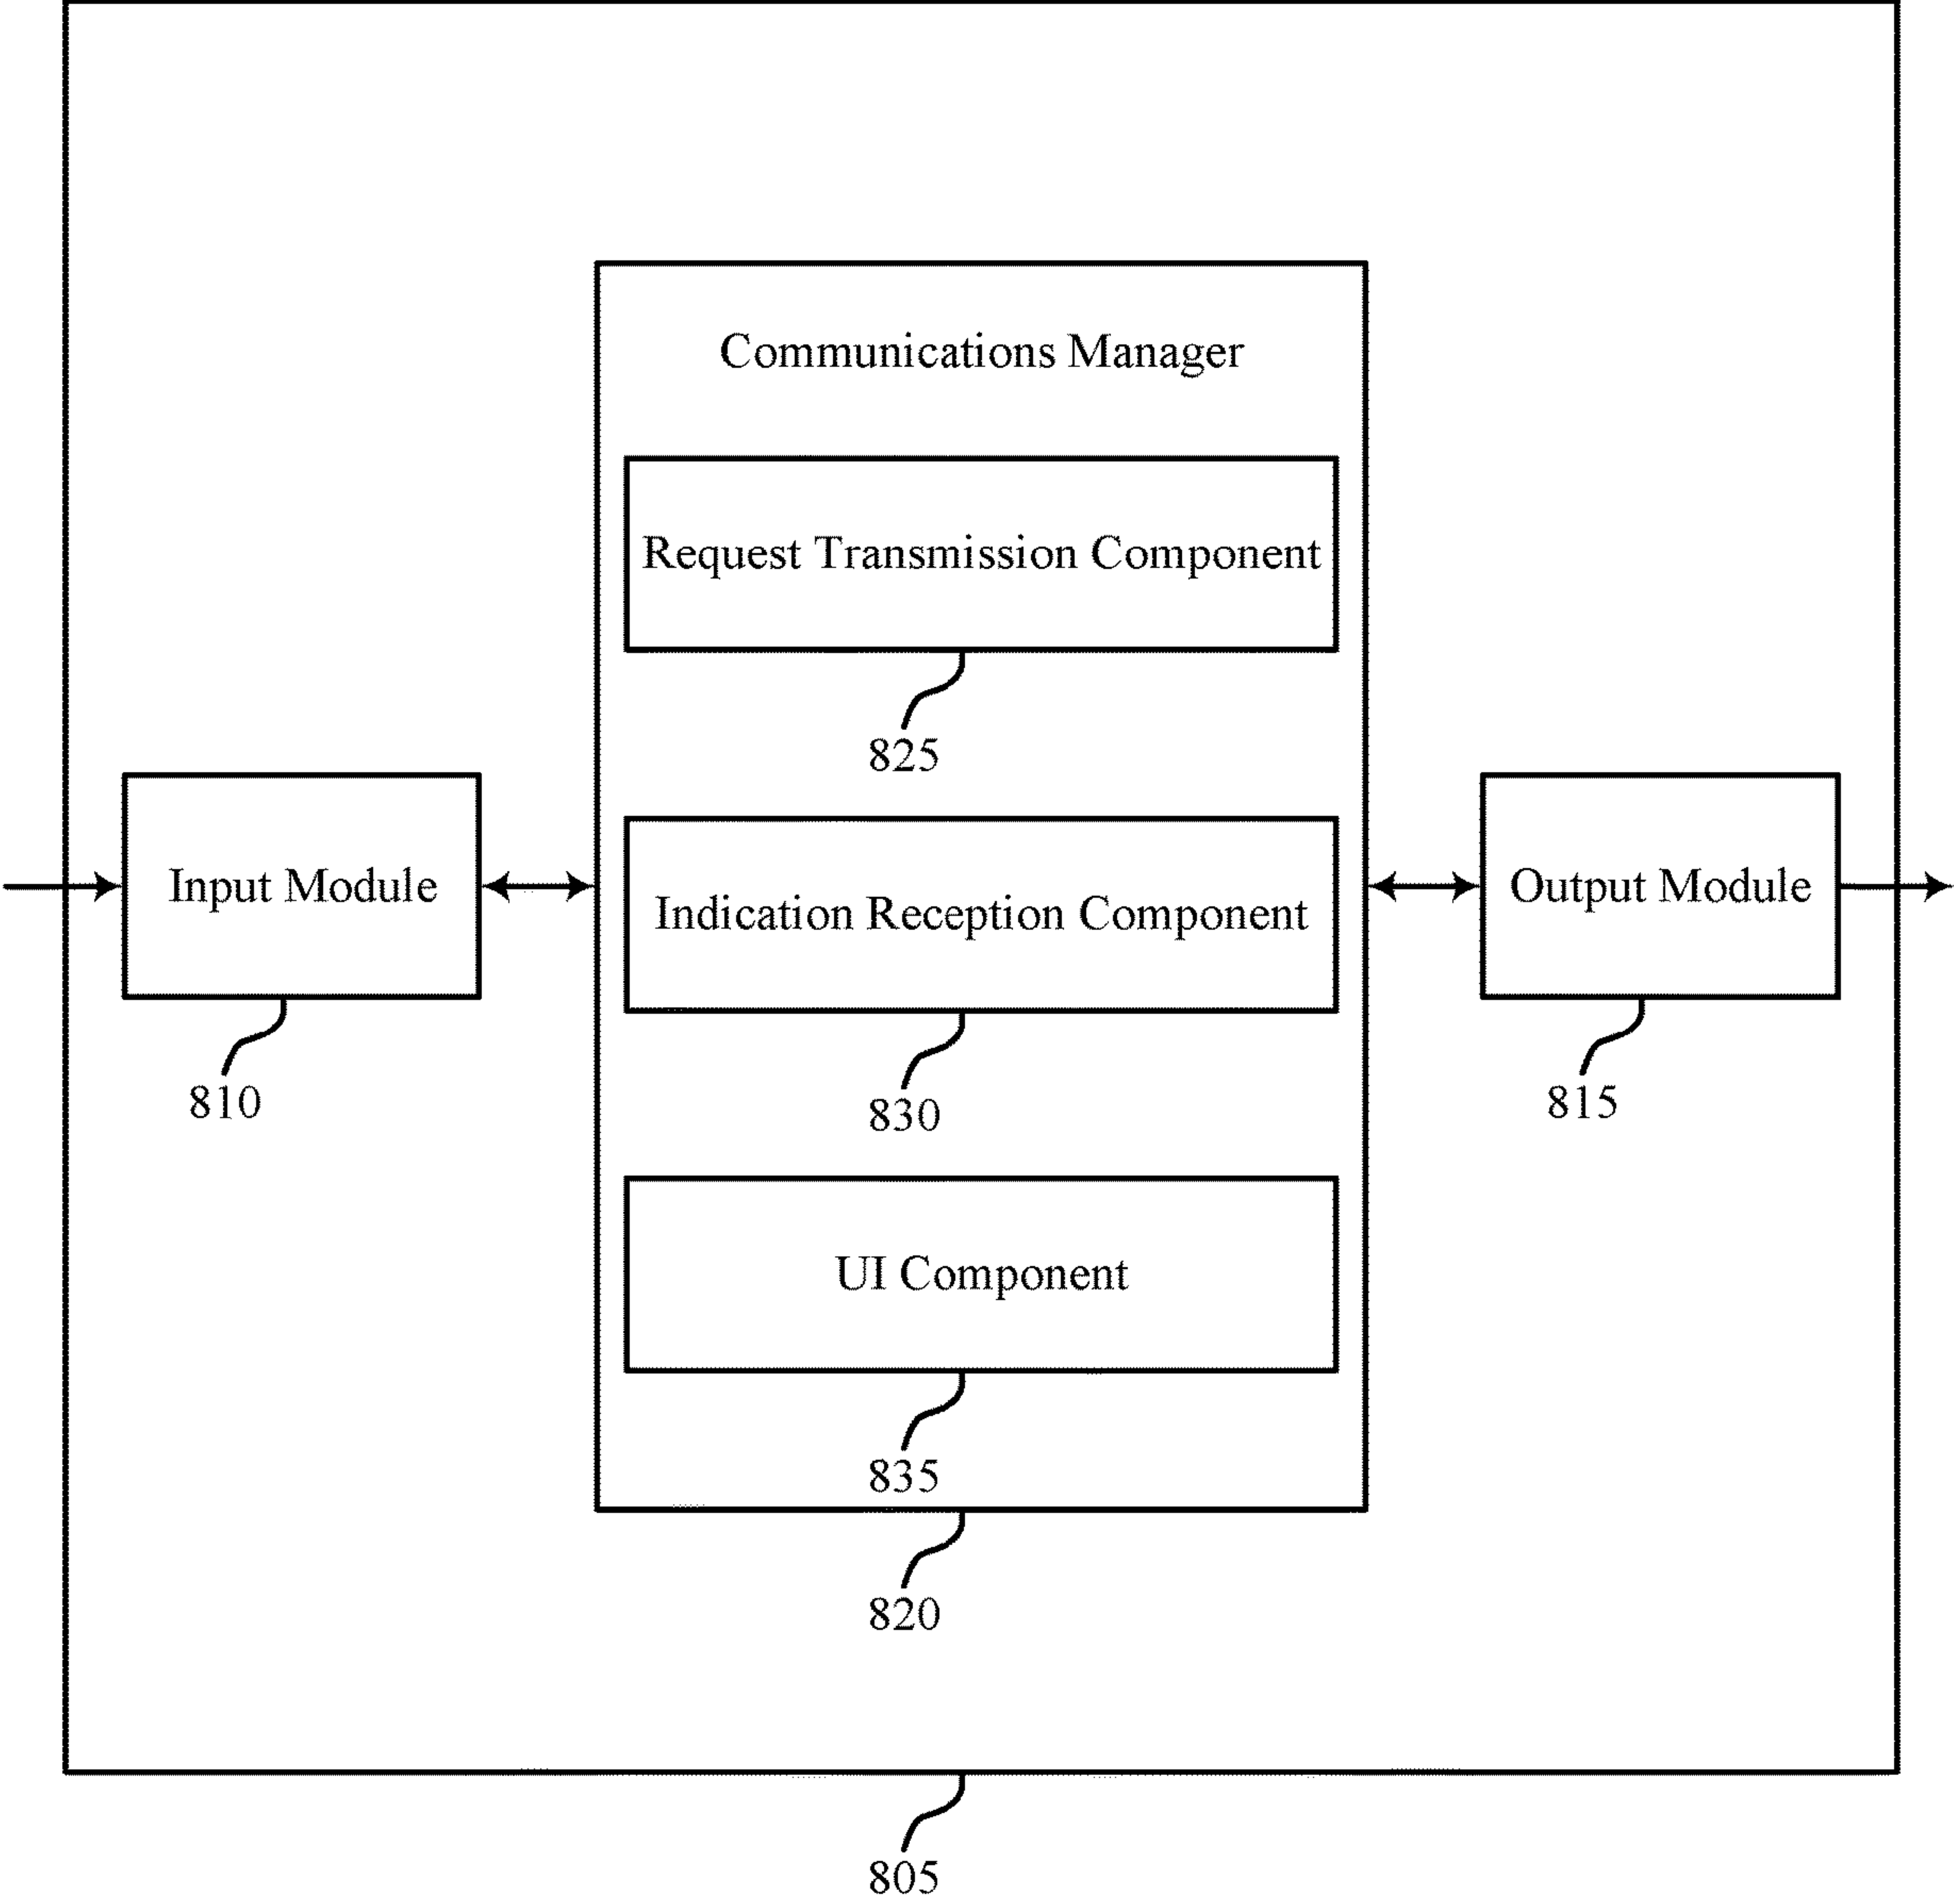 Communications Manager
Request Transmission Component
825
Input Module
810
Indication Reception Component
830
Output Module
815
UI Component
835
820
805